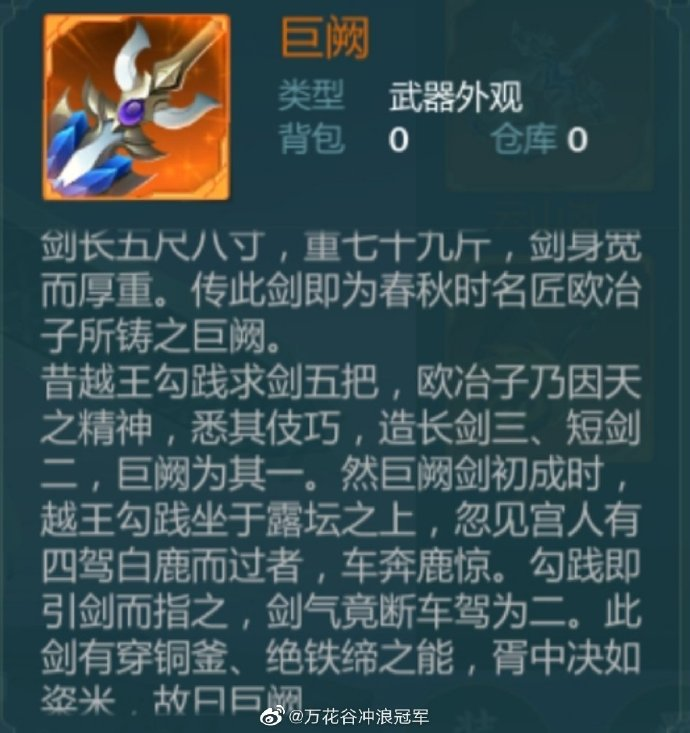 巨阙
类型 武器外观
背包 0 仓库 0
剑长五尺八寸，重七十九斤，剑身宽
而厚重。传此剑即为春秋时名匠欧冶
子所铸之巨阙。
昔越王勾践求剑五把，欧冶子乃因天
之精神，悉其伎巧，造长剑三、短剑
二，巨阙为其一。然巨阙剑初成时，
越王勾践坐于露坛之上，忽见宫人有
四驾白鹿而过者，车奔鹿惊。勾践即
引剑而指之，剑气竟断车驾为二。此
剑有穿铜釜、绝铁缔之能，胥中决如
粢米，故曰巨阙
@万花谷冲浪冠军